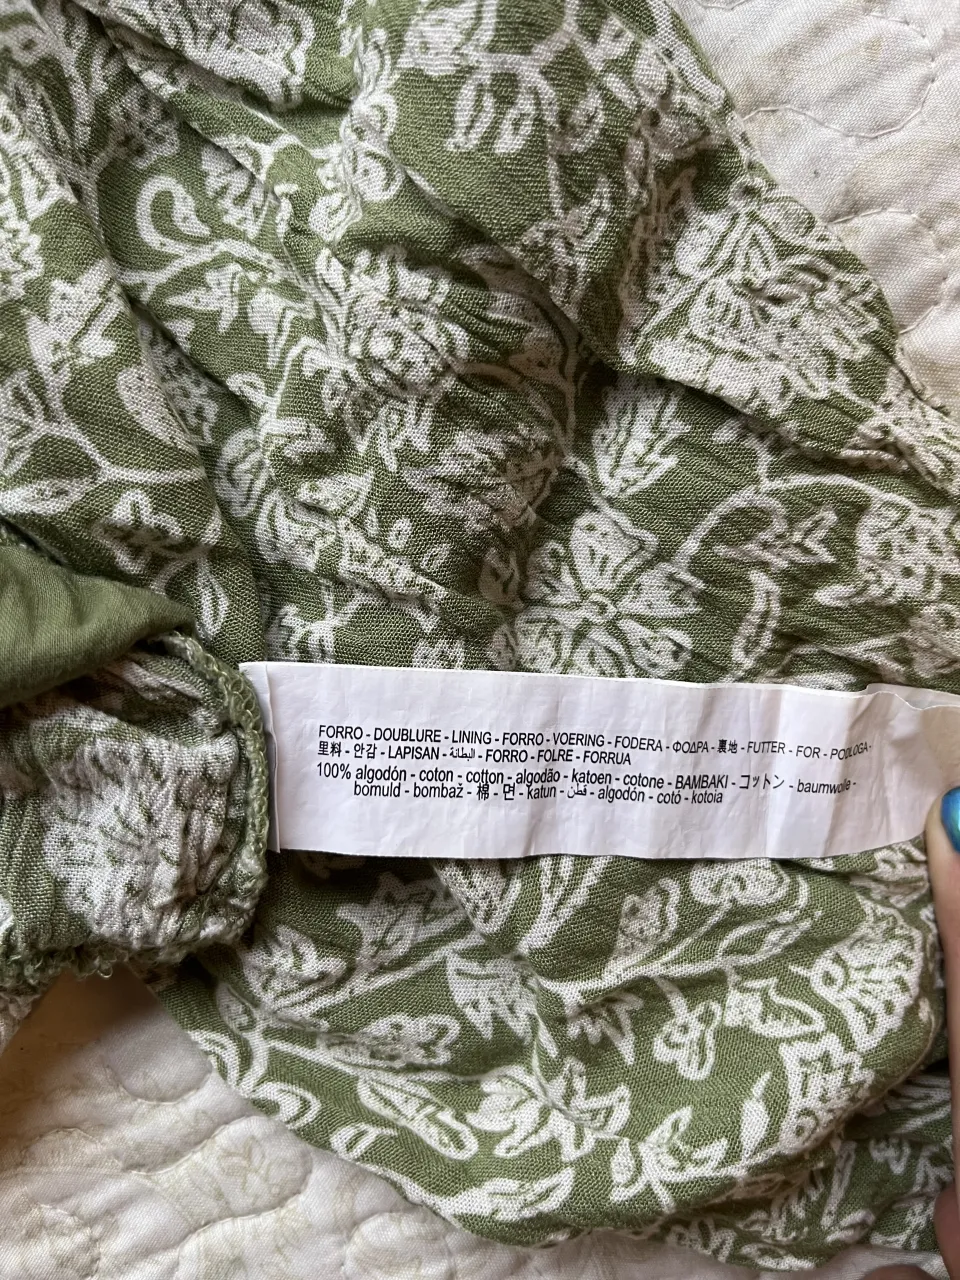 FORRO - DOUBLURE - LINING - FORRO - VOERING - FODERA - ΦΟΔΡΑ - 裏地 - FUTTER - FOR - PODLOGA -
里料 - 안감 - LAPISAN - البطانة - FORRO - FOLRE - FORRUA
100% algodón - coton - cotton - algodão - katoen - cotone - BAMBAKI - コットン - baumwolle -
bomuld - bombaž - 棉 - 면 - katun - قطن - algodón - cotó - kotoia